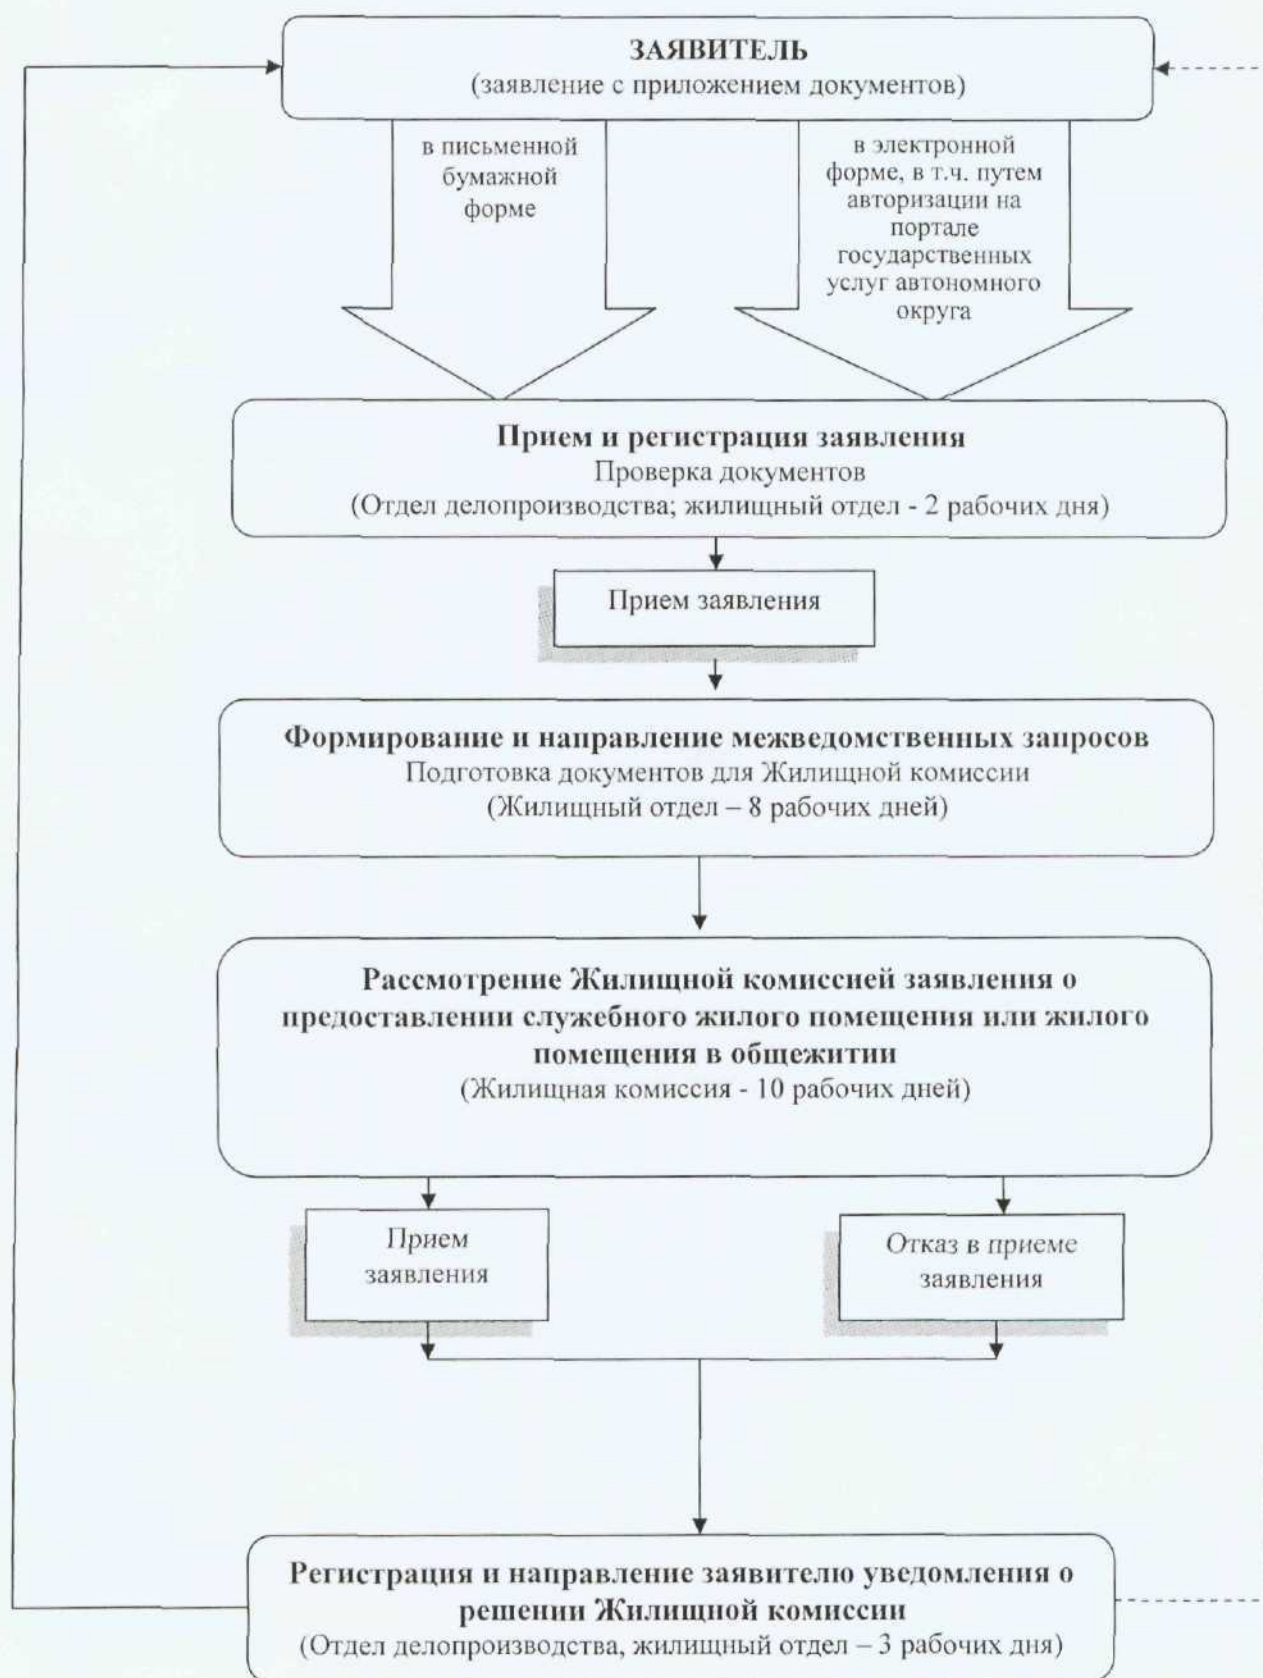 ЗАЯВИТЕЛЬ
(заявление с приложением документов)
в письменной
бумажной
форме
в электронной
форме, в т.ч. путем
авторизации на
портале
государственных
услуг автономного
округа
Прием и регистрация заявления
Проверка документов
(Отдел делопроизводства; жилищный отдел - 2 рабочих дня)
Прием заявления
Формирование и направление межведомственных запросов
Подготовка документов для Жилищной комиссии
(Жилищный отдел – 8 рабочих дней)
Рассмотрение Жилищной комиссией заявления о
предоставлении служебного жилого помещения или жилого
помещения в общежитии
(Жилищная комиссия - 10 рабочих дней)
Прием
заявления
Отказ в приеме
заявления
Регистрация и направление заявителю уведомления о
решении Жилищной комиссии
(Отдел делопроизводства, жилищный отдел – 3 рабочих дня)